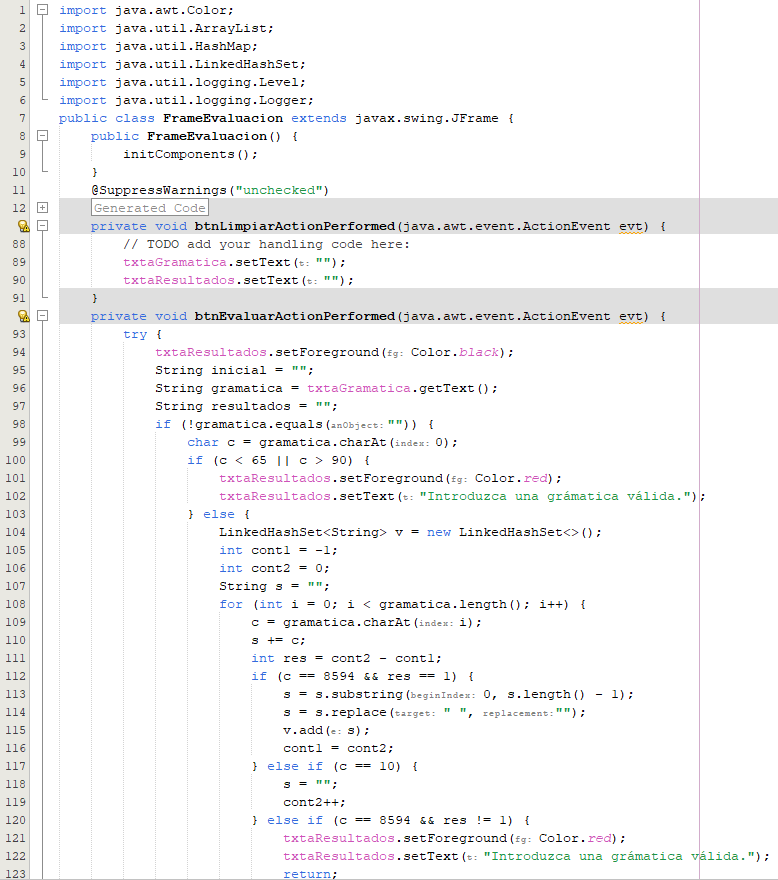 1 import java.awt.Color;
2 import java.util.ArrayList;
3 import java.util.HashMap;
4 import java.util.LinkedHashSet;
5 import java.util.logging.Level;
6 import java.util.logging.Logger;
7 public class FrameEvaluacion extends javax.swing.JFrame {
8     public FrameEvaluacion() {
9         initComponents();
10     }
11     @SuppressWarnings("unchecked")
12     Generated Code
    private void btnLimpiarActionPerformed(java.awt.event.ActionEvent evt) {
88         // TODO add your handling code here:
89         txtaGramatica.setText(t: "");
90         txtaResultados.setText(t: "");
91     }
    private void btnEvaluarActionPerformed(java.awt.event.ActionEvent evt) {
93         try {
94             txtaResultados.setForeground(fg: Color.black);
95             String inicial = "";
96             String gramatica = txtaGramatica.getText();
97             String resultados = "";
98             if (!gramatica.equals(anObject: "")) {
99                 char c = gramatica.charAt(index: 0);
100                 if (c < 65 || c > 90) {
101                     txtaResultados.setForeground(fg: Color.red);
102                     txtaResultados.setText(t: "Introduzca una grámatica válida.");
103                 } else {
104                     LinkedHashSet<String> v = new LinkedHashSet<>();
105                     int cont1 = -1;
106                     int cont2 = 0;
107                     String s = "";
108                     for (int i = 0; i < gramatica.length(); i++) {
109                         c = gramatica.charAt(index: i);
110                         s += c;
111                         int res = cont2 - cont1;
112                         if (c == 8594 && res == 1) {
113                             s = s.substring(beginIndex: 0, s.length() - 1);
114                             s = s.replace(target: " ", replacement: "");
115                             v.add(e: s);
116                             cont1 = cont2;
117                         } else if (c == 10) {
118                             s = "";
119                             cont2++;
120                         } else if (c == 8594 && res != 1) {
121                             txtaResultados.setForeground(fg: Color.red);
122                             txtaResultados.setText(t: "Introduzca una grámatica válida.");
123                             return;